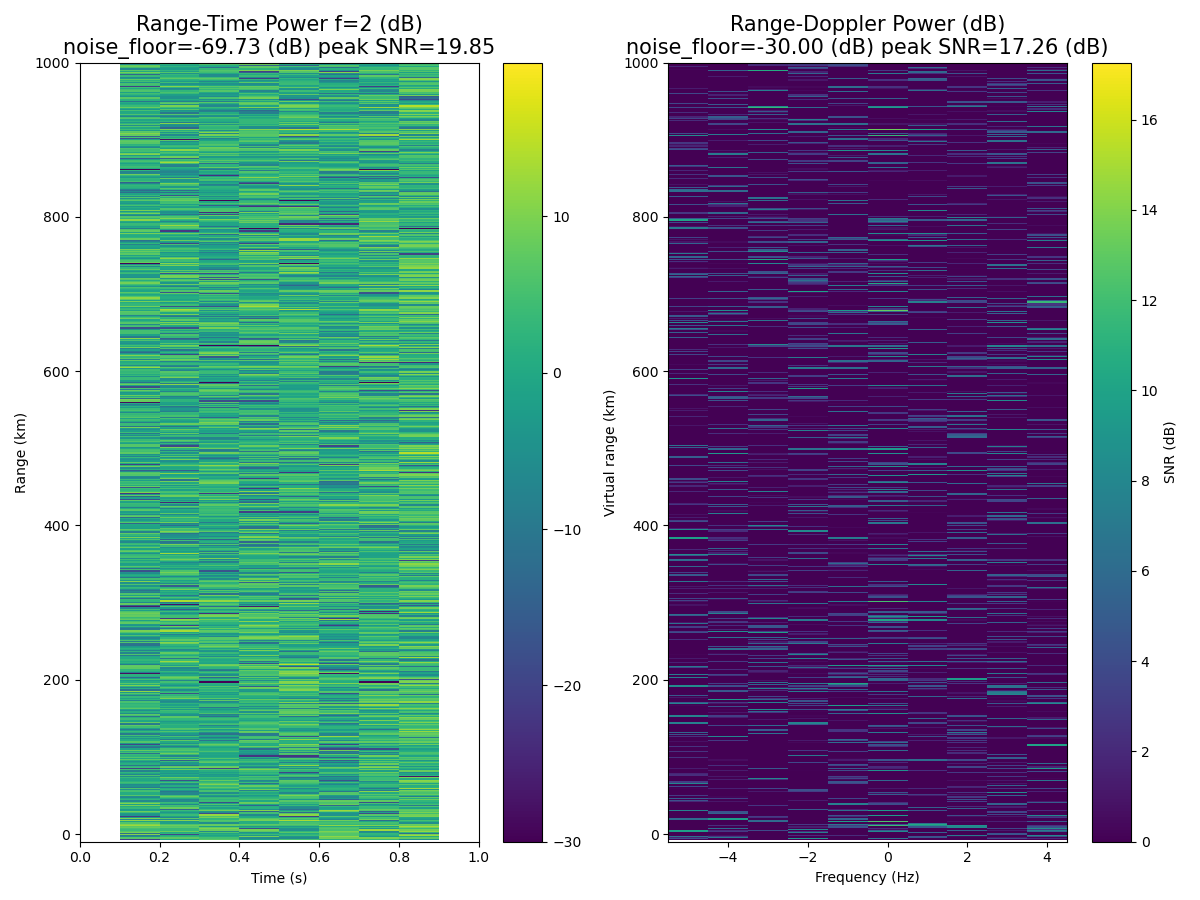 Range-Time Power f=2 (dB)
noise_floor=-69.73 (dB) peak SNR=19.85
Range (km)
1000
800
600
400
200
0
0.0 0.2 0.4 0.6 0.8 1.0
Time (s)
10
0
−10
−20
−30
Range-Doppler Power (dB)
noise_floor=-30.00 (dB) peak SNR=17.26 (dB)
Virtual range (km)
1000
800
600
400
200
0
−4 −2 0 2 4
Frequency (Hz)
16
14
12
10
8
6
4
2
0
SNR (dB)